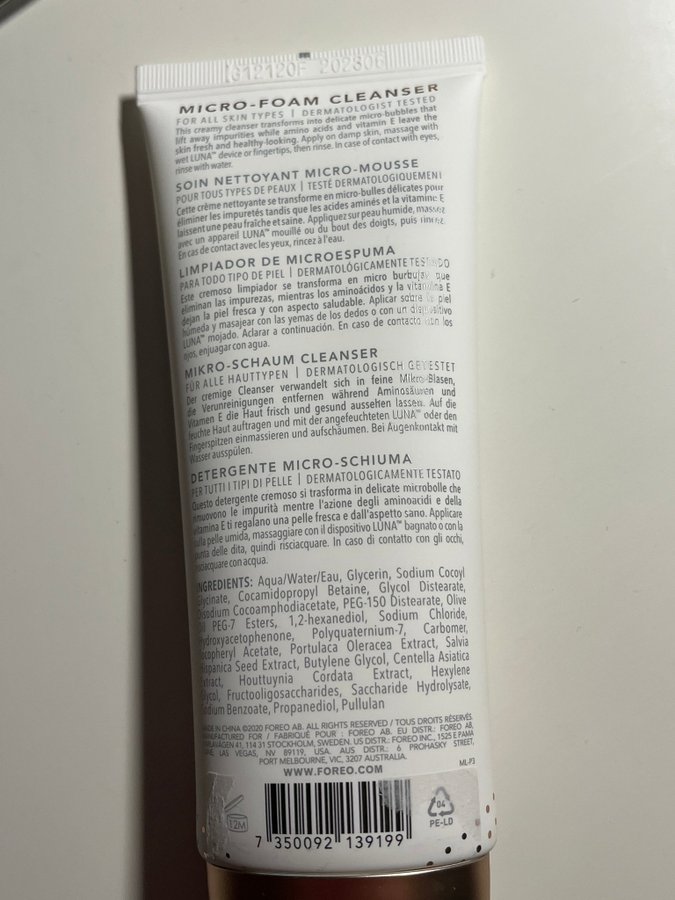 G12120F 202306
MICRO-FOAM CLEANSER
FOR ALL SKIN TYPES | DERMATOLOGIST TESTED
This creamy cleanser transforms into delicate micro-bubbles that
lift away impurities while amino acids and vitamin E leave the
skin fresh and healthy-looking. Apply on damp skin, massage with
wet LUNA™ device or fingertips, then rinse. In case of contact with eyes,
rinse with water.
SOIN NETTOYANT MICRO-MOUSSE
POUR TOUS TYPES DE PEAUX | TESTÉ DERMATOLOGIQUEMENT
Cette crème nettoyante se transforme en micro-bulles délicates pour
éliminer les impuretés tandis que les acides aminés et la vitamine E
laissent une peau fraîche et saine. Appliquez sur peau humide, massez
avec un appareil LUNA™ mouillé ou du bout des doigts, puis rincez.
En cas de contact avec les yeux, rincez à l'eau.
LIMPIADOR DE MICROESPUMA
PARA TODO TIPO DE PIEL | DERMATOLÓGICAMENTE TESTADO
Este cremoso limpiador se transforma en micro burbujas que
eliminan las impurezas, mientras los aminoácidos y la vitamina E
dejan la piel fresca y con aspecto saludable. Aplicar sobre la piel
húmeda y masajear con las yemas de los dedos o con un dispositivo
LUNA™ mojado. Aclarar a continuación. En caso de contacto con los
ojos, enjuagar con agua.
MIKRO-SCHAUM CLEANSER
FÜR ALLE HAUTTYPEN | DERMATOLOGISCH GETESTET
Der cremige Cleanser verwandelt sich in feine Mikro-Blasen,
die Verunreinigungen entfernen während Aminosäuren und
Vitamin E die Haut frisch und gesund aussehen lassen. Auf die
feuchte Haut auftragen und mit der angefeuchteten LUNA™ oder den
Fingerspitzen einmassieren und aufschäumen. Bei Augenkontakt mit
Wasser ausspülen.
DETERGENTE MICRO-SCHIUMA
PER TUTTI I TIPI DI PELLE | DERMATOLOGICAMENTE TESTATO
Questo detergente cremoso si trasforma in delicate microbolle che
rimuovono le impurità mentre l'azione degli aminoacidi e della
vitamina E ti regalano una pelle fresca e dall'aspetto sano. Applicare
sulla pelle umida, massaggiare con il dispositivo LUNA™ bagnato o con la
punta delle dita, quindi risciacquare. In caso di contatto con gli occhi,
risciacquare con acqua.
INGREDIENTS: Aqua/Water/Eau, Glycerin, Sodium Cocoyl
Glycinate, Cocamidopropyl Betaine, Glycol Distearate,
Disodium Cocoamphodiacetate, PEG-150 Distearate, Olive
Oil PEG-7 Esters, 1,2-hexanediol, Sodium Chloride,
Hydroxyacetophenone, Polyquaternium-7, Carbomer,
Tocopheryl Acetate, Portulaca Oleracea Extract, Salvia
Hispanica Seed Extract, Butylene Glycol, Centella Asiatica
Extract, Houttuynia Cordata Extract, Hexylene
Glycol, Fructooligosaccharides, Saccharide Hydrolysate,
Sodium Benzoate, Propanediol, Pullulan
MADE IN CHINA ©2020 FOREO AB. ALL RIGHTS RESERVED / TOUS DROITS RÉSERVÉS.
MANUFACTURED FOR / FABRIQUÉ POUR : FOREO AB. EU DISTR.: FOREO AB,
41, 114 31 STOCKHOLM, SWEDEN. US DISTR.: FOREO INC., 1525 E PAMA
LANE, LAS VEGAS, NV 89119, USA. AUS DISTR.: 6 PROHASKY STREET,
PORT MELBOURNE, VIC, 3207 AUSTRALIA.
WWW.FOREO.COM
ML-P3
12M
7 350092 139199
04
PE-LD